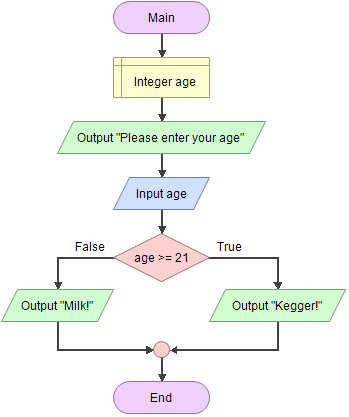 Main
Integer age
Output "Please enter your age"
Input age
False
True
age >= 21
Output "Milk!"
Output "Kegger!"
End